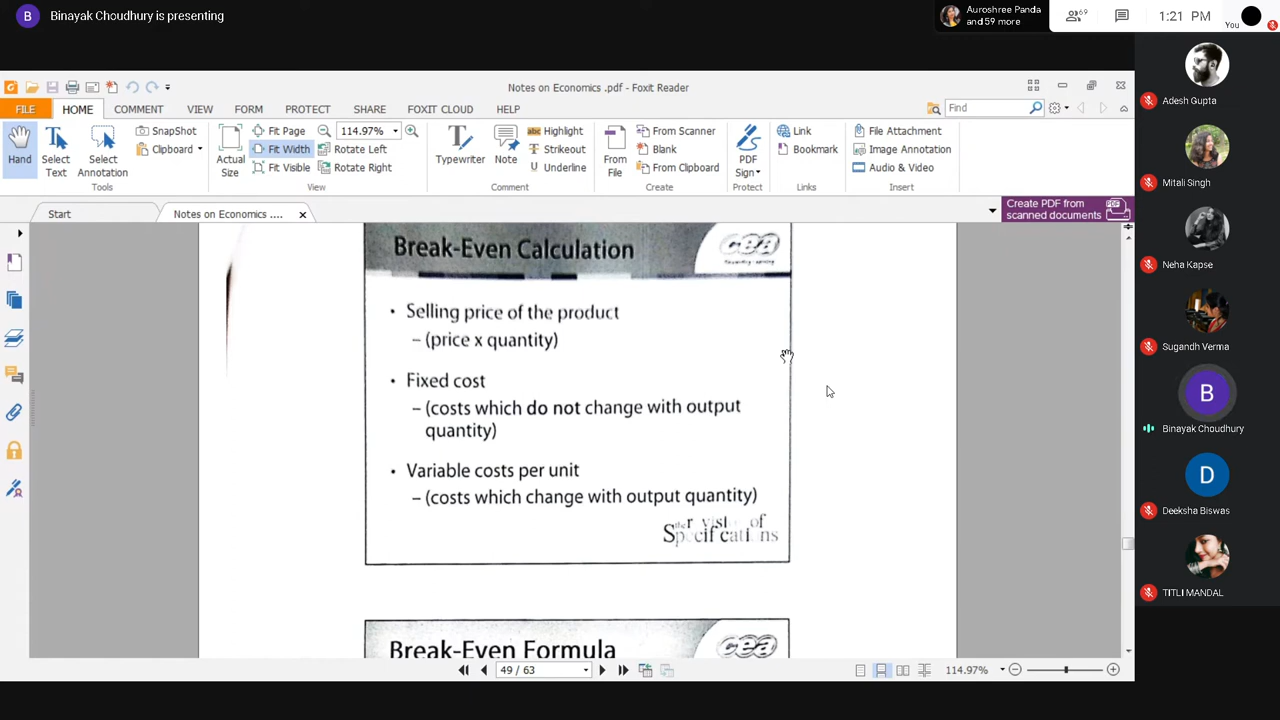 B Binayak Choudhury is presenting
Auroshree Panda
and 59 more
69
1:21 PM
You
Notes on Economics .pdf - Foxit Reader
FILE HOME COMMENT VIEW FORM PROTECT SHARE FOXIT CLOUD HELP
Find
Hand
Select
Text
Select
Annotation
SnapShot
Clipboard
Tools
Actual
Size
Fit Page
Fit Width
Fit Visible
114.97%
Rotate Left
Rotate Right
View
Typewriter
Note
Highlight
Strikeout
Underline
Comment
From
File
From Scanner
Blank
From Clipboard
Create
PDF
Sign
Protect
Link
Bookmark
Links
File Attachment
Image Annotation
Audio & Video
Insert
Start
Notes on Economics ....
Create PDF from
scanned documents
Break-Even Calculation
cea
• Selling price of the product
– (price x quantity)
• Fixed cost
– (costs which do not change with output
quantity)
• Variable costs per unit
– (costs which change with output quantity)
Break-Even Formula
cea
49 / 63
114.97%
Adesh Gupta
Mitali Singh
Neha Kapse
Sugandh Verma
B
Binayak Choudhury
D
Deeksha Biswas
TITLI MANDAL